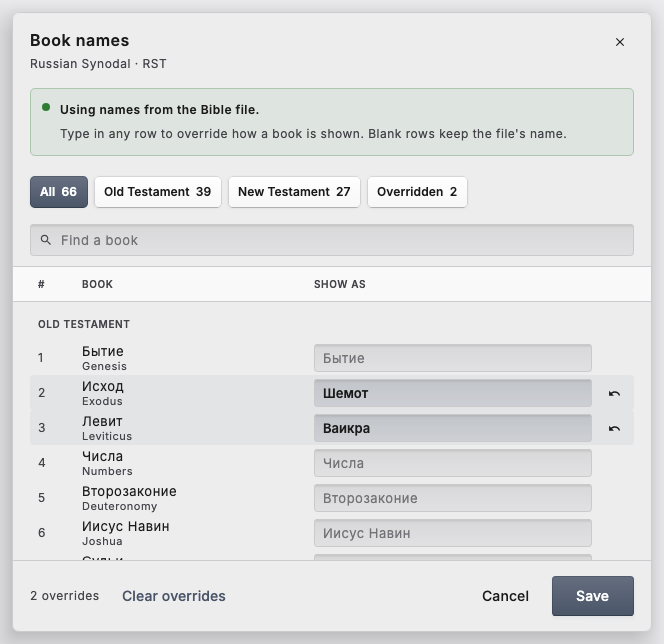 Book names
Russian Synodal · RST
Using names from the Bible file.
Type in any row to override how a book is shown. Blank rows keep the file's name.
All 66 Old Testament 39 New Testament 27 Overridden 2
Find a book
# BOOK SHOW AS
OLD TESTAMENT
1 Бытие Бытие
Genesis
2 Исход Шемот
Exodus
3 Левит Ваикра
Leviticus
4 Числа Числа
Numbers
5 Второзаконие Второзаконие
Deuteronomy
6 Иисус Навин Иисус Навин
Joshua
2 overrides Clear overrides Cancel Save